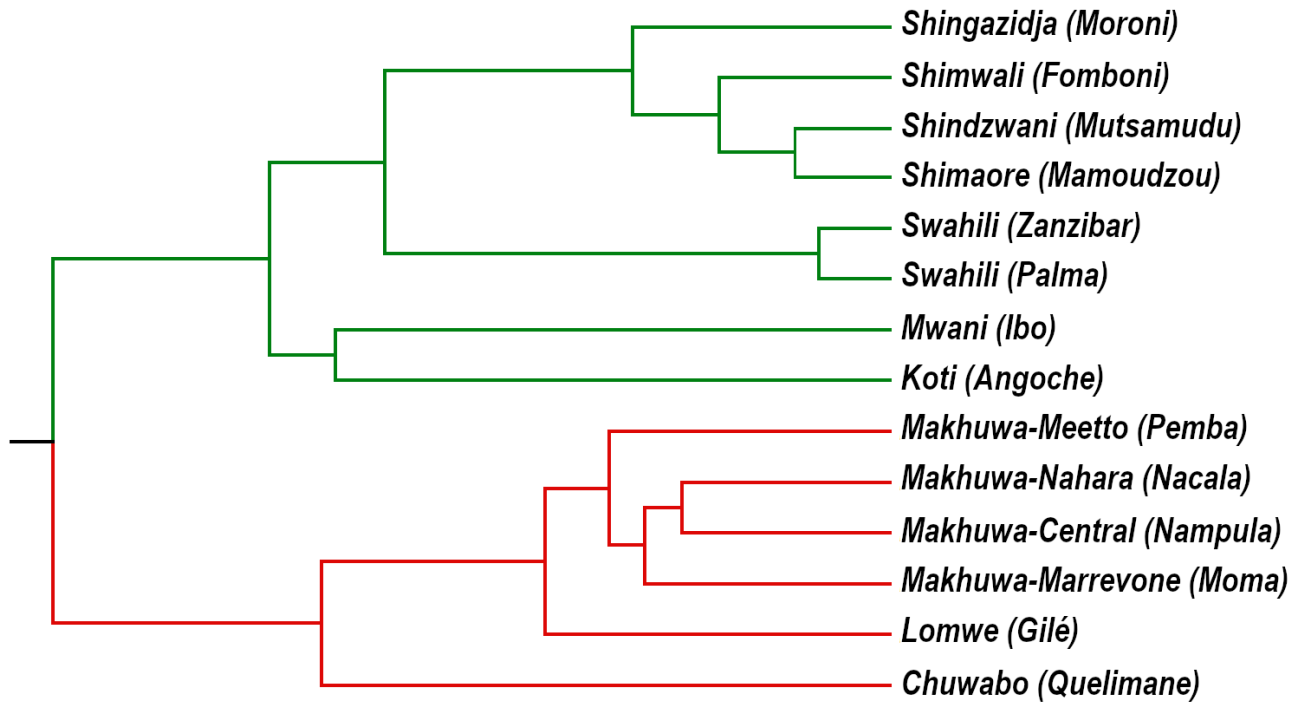 Shingazidja (Moroni)
Shimwali (Fomboni)
Shindzwani (Mutsamudu)
Shimaore (Mamoudzou)
Swahili (Zanzibar)
Swahili (Palma)
Mwani (Ibo)
Koti (Angoche)
Makhuwa-Meetto (Pemba)
Makhuwa-Nahara (Nacala)
Makhuwa-Central (Nampula)
Makhuwa-Marrevone (Moma)
Lomwe (Gilé)
Chuwabo (Quelimane)